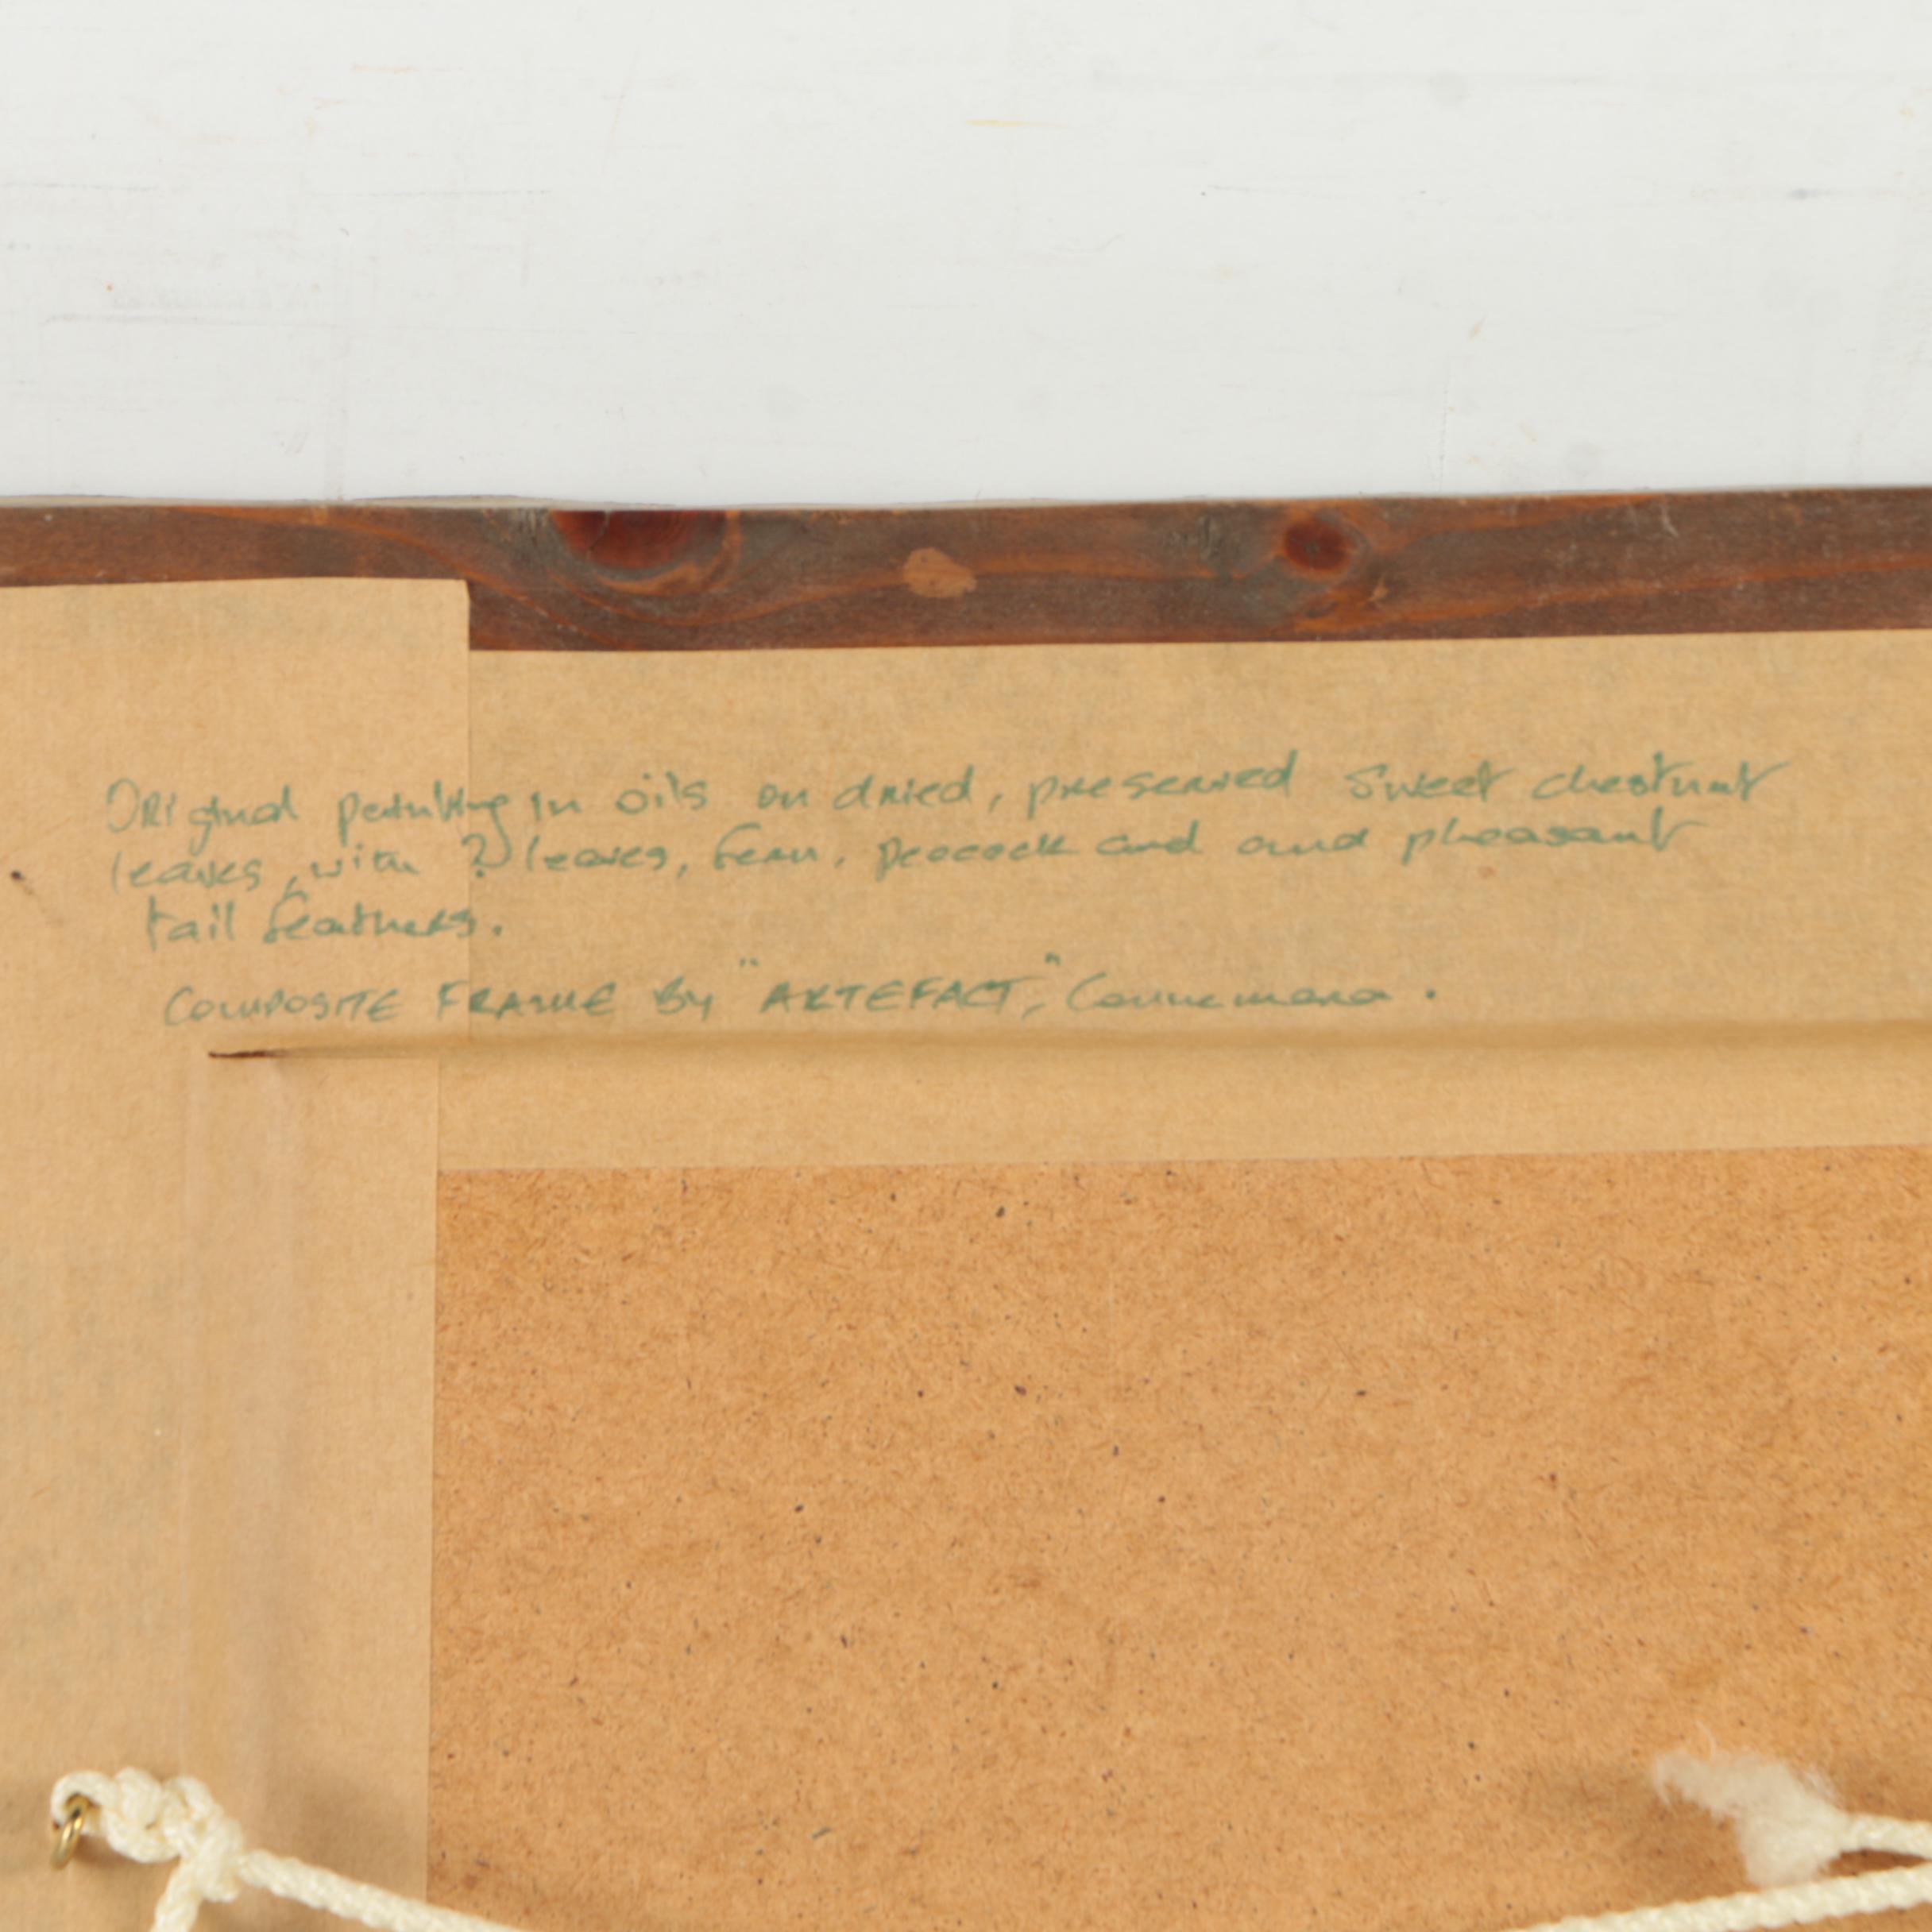 Original painting in oils on dried, preserved Sweet chestnut
leaves, with ? leaves, fern, peacock and and pheasant
tail feathers.
COMPOSITE FRAME BY "ARTEFACT", Connemara.